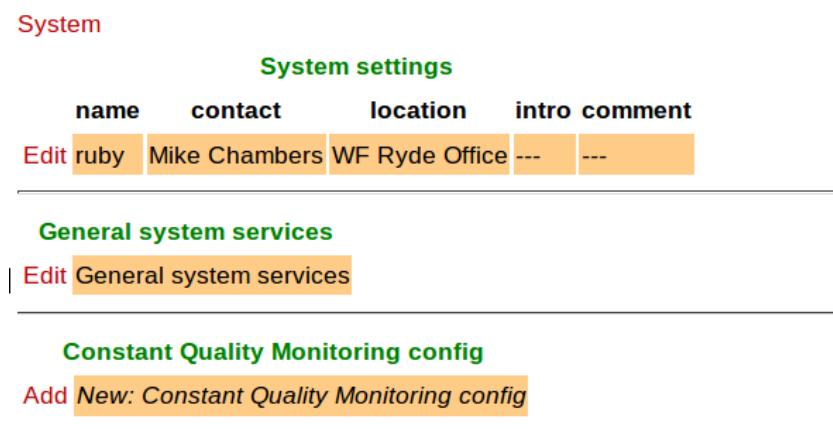 System
System settings
name contact location intro comment
Edit ruby Mike Chambers WF Ryde Office --- ---
General system services
Edit General system services
Constant Quality Monitoring config
Add New: Constant Quality Monitoring config